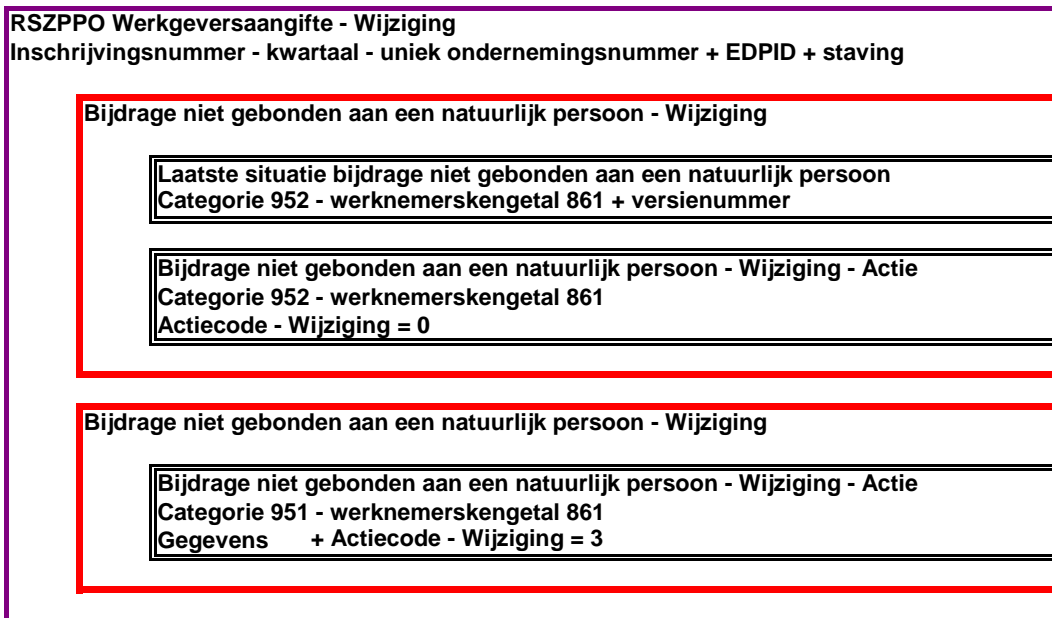 RSZPPO Werkgeversaangifte - Wijziging
Inschrijvingsnummer - kwartaal - uniek ondernemingsnummer + EDPID + staving
Bijdrage niet gebonden aan een natuurlijk persoon - Wijziging
Laatste situatie bijdrage niet gebonden aan een natuurlijk persoon
Categorie 952 - werknemerskengetal 861 + versienummer
Bijdrage niet gebonden aan een natuurlijk persoon - Wijziging - Actie
Categorie 952 - werknemerskengetal 861
Actiecode - Wijziging = 0
Bijdrage niet gebonden aan een natuurlijk persoon - Wijziging
Bijdrage niet gebonden aan een natuurlijk persoon - Wijziging - Actie
Categorie 951 - werknemerskengetal 861
Gegevens + Actiecode - Wijziging = 3